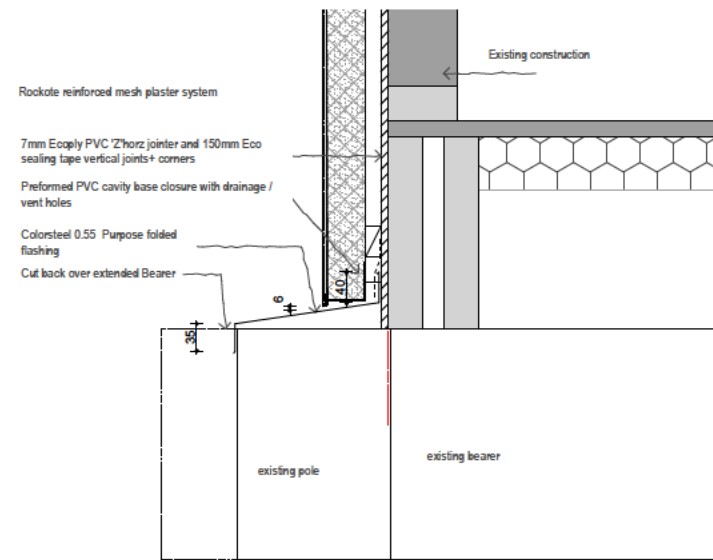 Existing construction
Rockote reinforced mesh plaster system
7mm Ecoply PVC 'Z'horz jointer and 150mm Eco
sealing tape vertical joints+ corners
Preformed PVC cavity base closure with drainage /
vent holes
Colorsteel 0.55 Purpose folded
flashing
Cut back over extended Bearer
40
6
35
existing pole
existing bearer